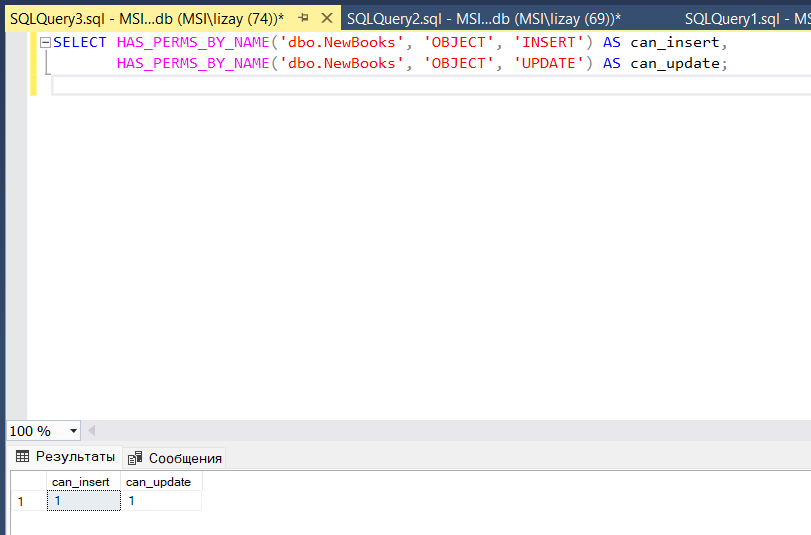 SQLQuery3.sql - MSI...db (MSI\lizay (74))* SQLQuery2.sql - MSI...db (MSI\lizay (69))* SQLQuery1.sql - MS
SELECT HAS_PERMS_BY_NAME('dbo.NewBooks', 'OBJECT', 'INSERT') AS can_insert,
HAS_PERMS_BY_NAME('dbo.NewBooks', 'OBJECT', 'UPDATE') AS can_update;
100 %
Результаты Сообщения
can_insert can_update
1 1 1